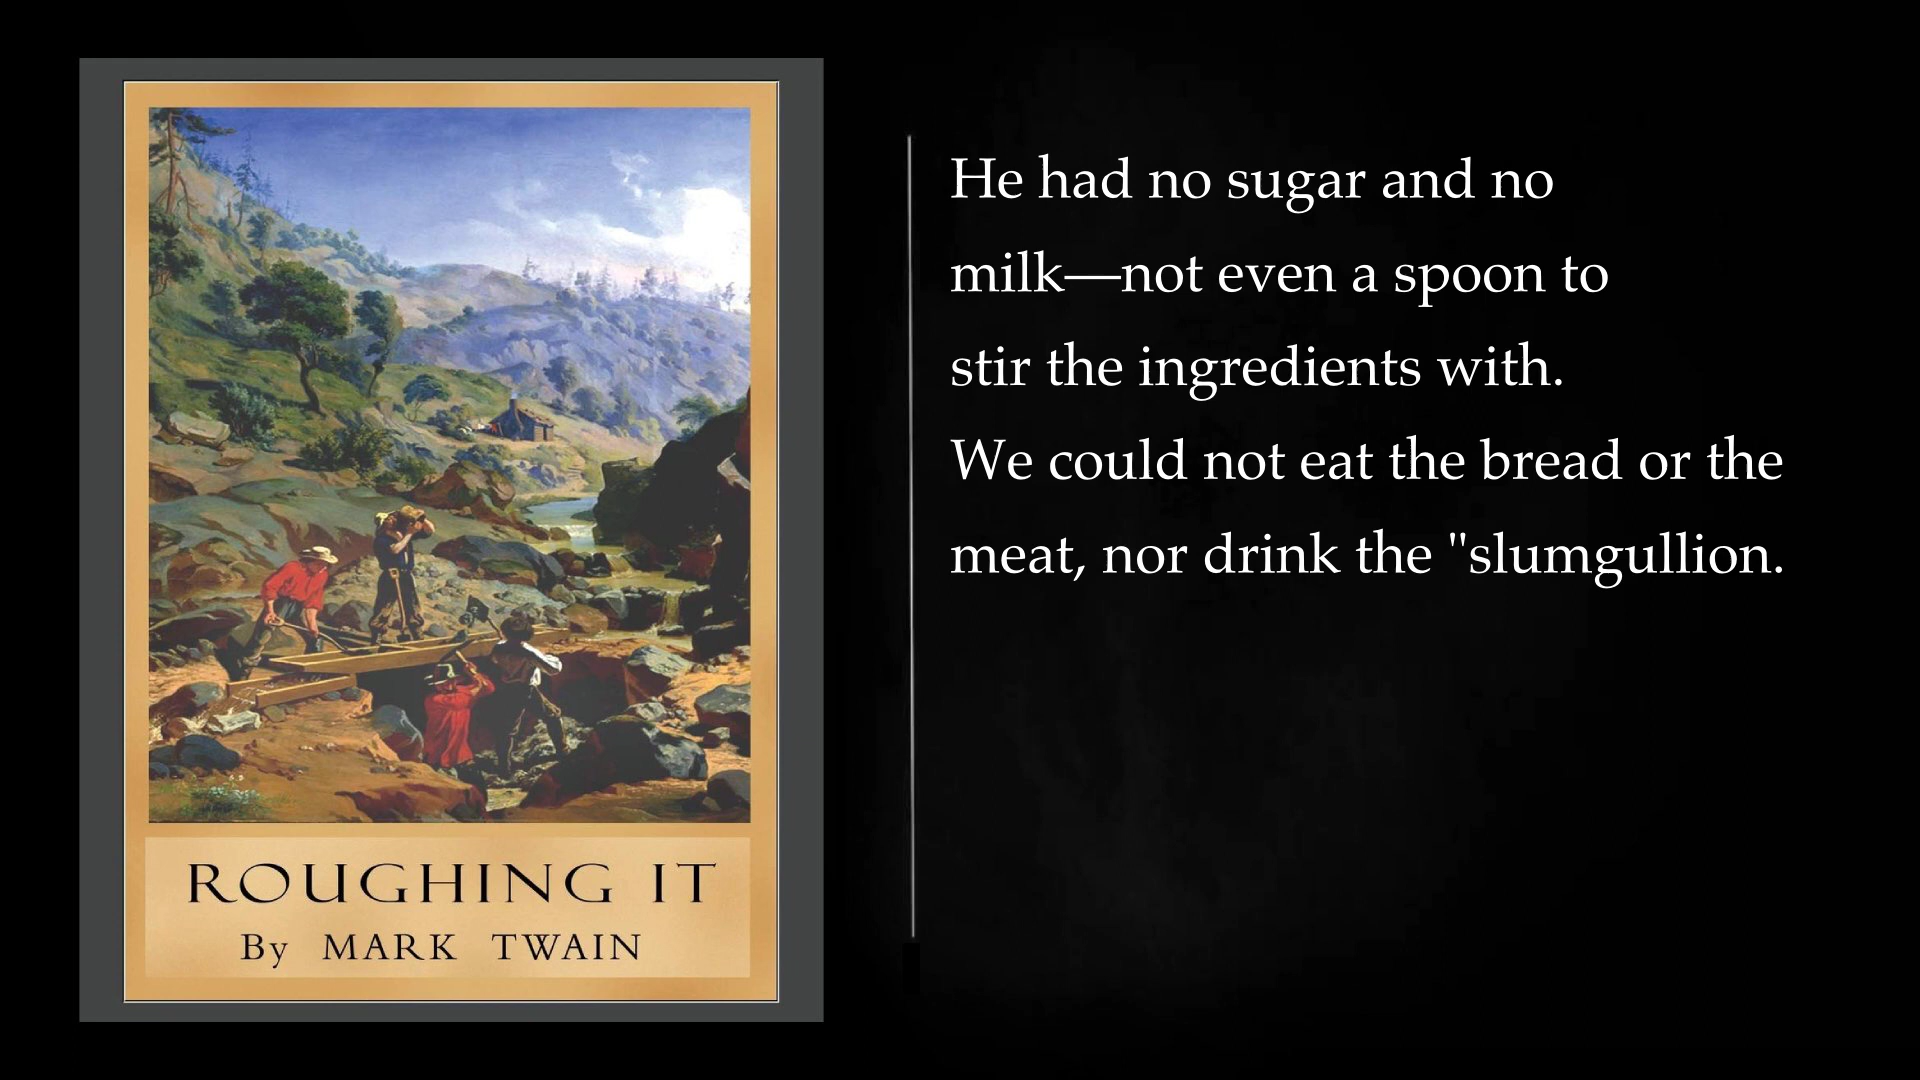 ROUGHING IT
By MARK TWAIN
He had no sugar and no
milk—not even a spoon to
stir the ingredients with.
We could not eat the bread or the
meat, nor drink the "slumgullion.